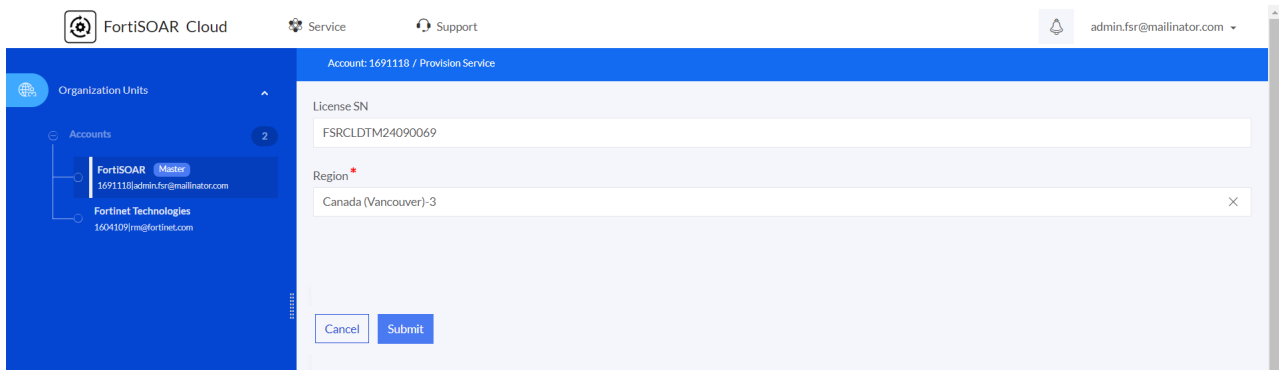 FortiSOAR Cloud
Service
Support
admin.fsr@mailinator.com
Organization Units
Accounts
2
FortiSOAR Master
1691118|admin.fsr@mailinator.com
Fortinet Technologies
1604109|rm@fortinet.com
Account: 1691118 / Provision Service
License SN
FSRCLDTM24090069
Region*
Canada (Vancouver)-3
Cancel
Submit